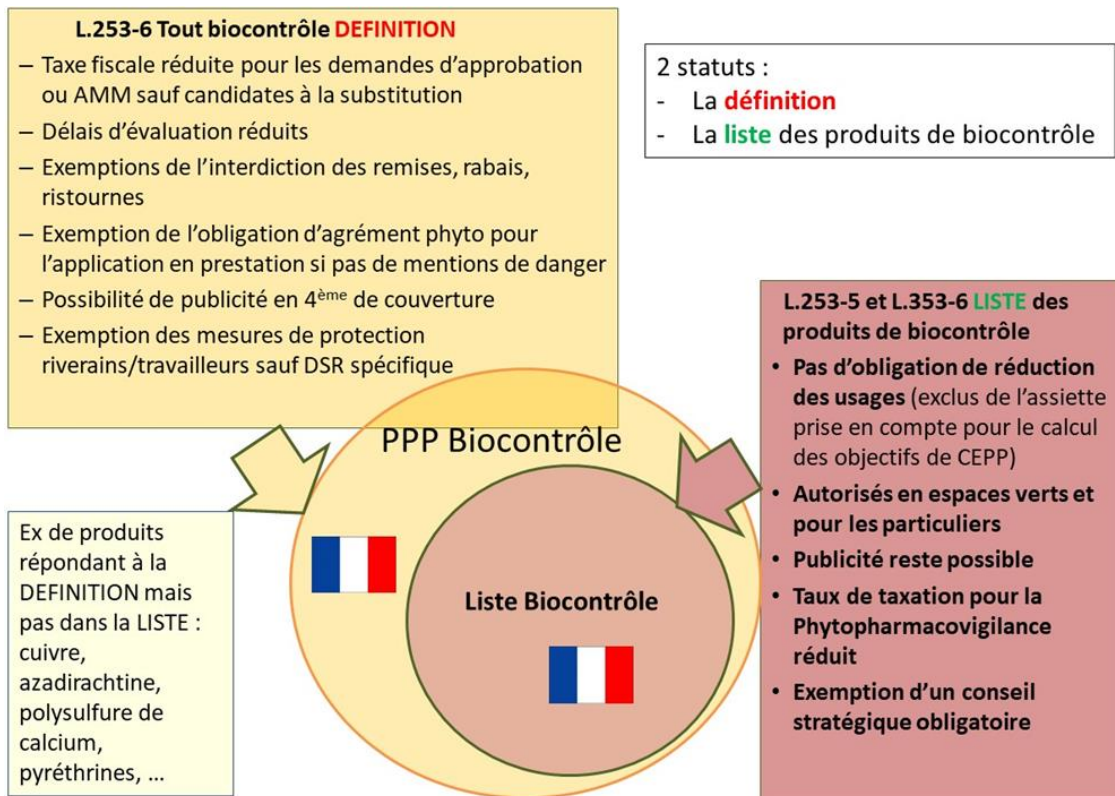 L.253-6 Tout biocontrôle DEFINITION
– Taxe fiscale réduite pour les demandes d’approbation
ou AMM sauf candidates à la substitution
– Délais d’évaluation réduits
– Exemptions de l’interdiction des remises, rabais,
ristournes
– Exemption de l’obligation d’agrément phyto pour
l’application en prestation si pas de mentions de danger
– Possibilité de publicité en 4ème de couverture
– Exemption des mesures de protection
riverains/travailleurs sauf DSR spécifique
2 statuts :
- La définition
- La liste des produits de biocontrôle
PPP Biocontrôle
Liste Biocontrôle
Ex de produits
répondant à la
DEFINITION mais
pas dans la LISTE :
cuivre,
azadirachtine,
polysulfure de
calcium,
pyréthrines, …
L.253-5 et L.353-6 LISTE des
produits de biocontrôle
• Pas d’obligation de réduction
des usages (exclus de l’assiette
prise en compte pour le calcul
des objectifs de CEPP)
• Autorisés en espaces verts et
pour les particuliers
• Publicité reste possible
• Taux de taxation pour la
Phytopharmacovigilance
réduit
• Exemption d’un conseil
stratégique obligatoire